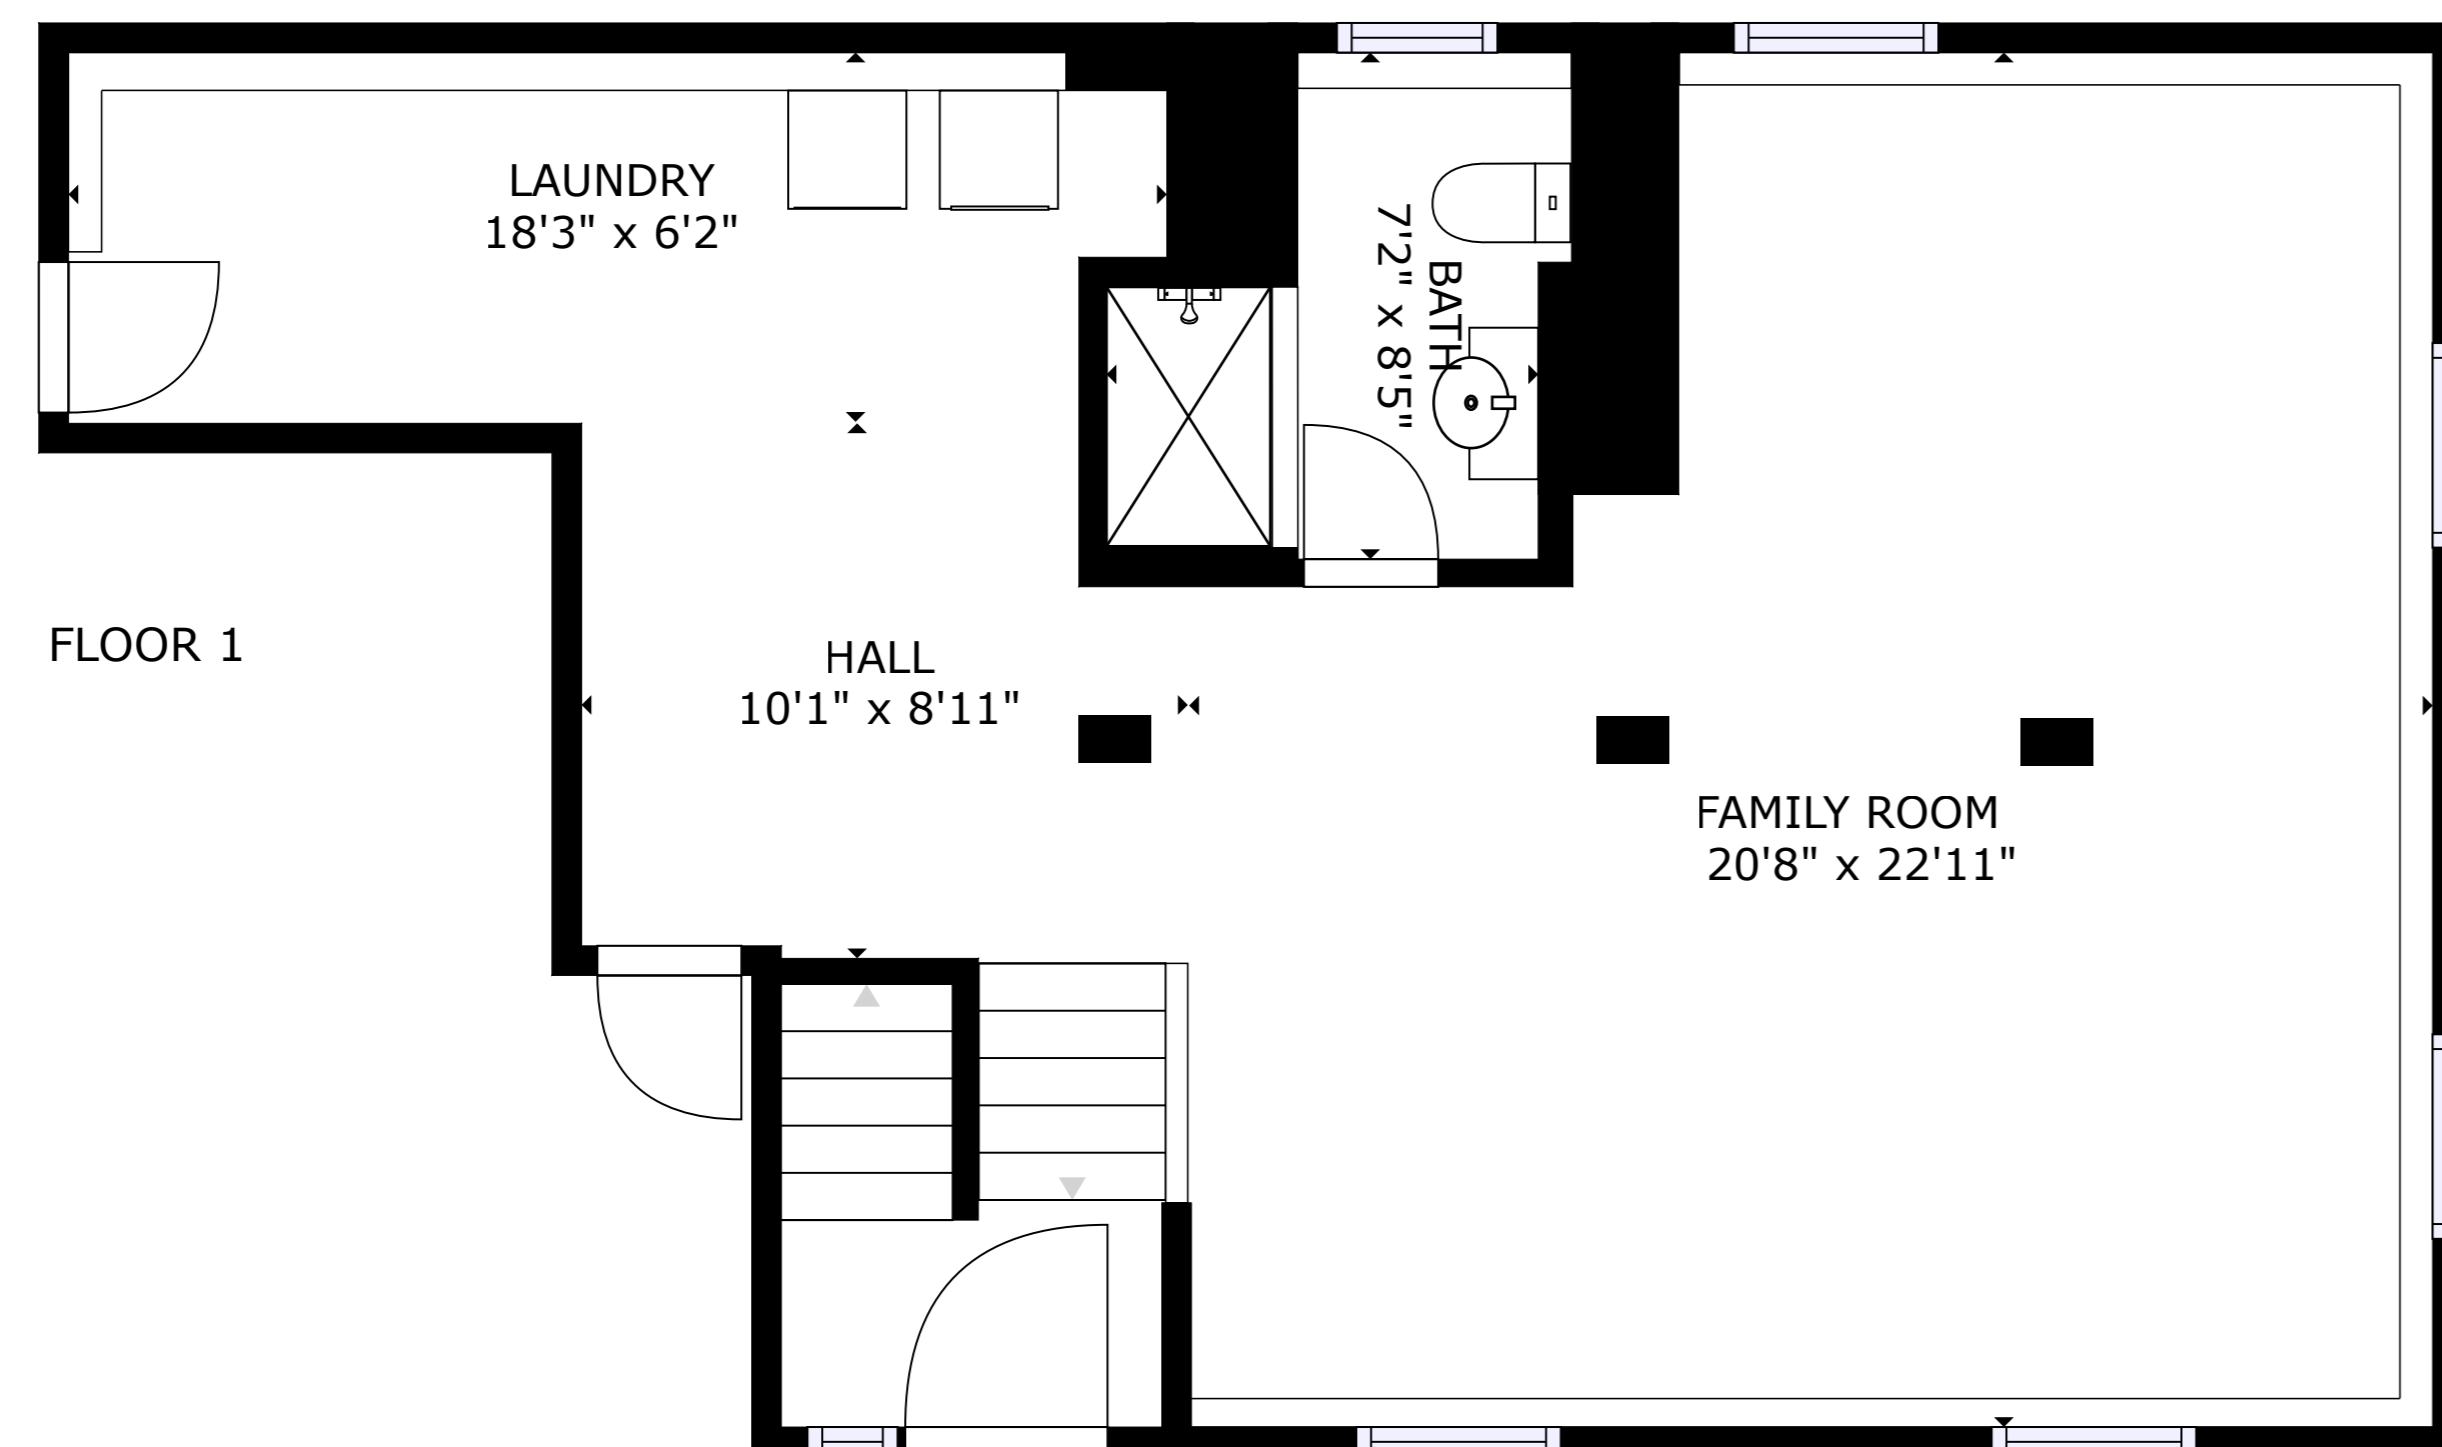 LAUNDRY
18'3" x 6'2"
BATH
7'2" x 8'5"
FLOOR 1
HALL
10'1" x 8'11"
FAMILY ROOM
20'8" x 22'11"